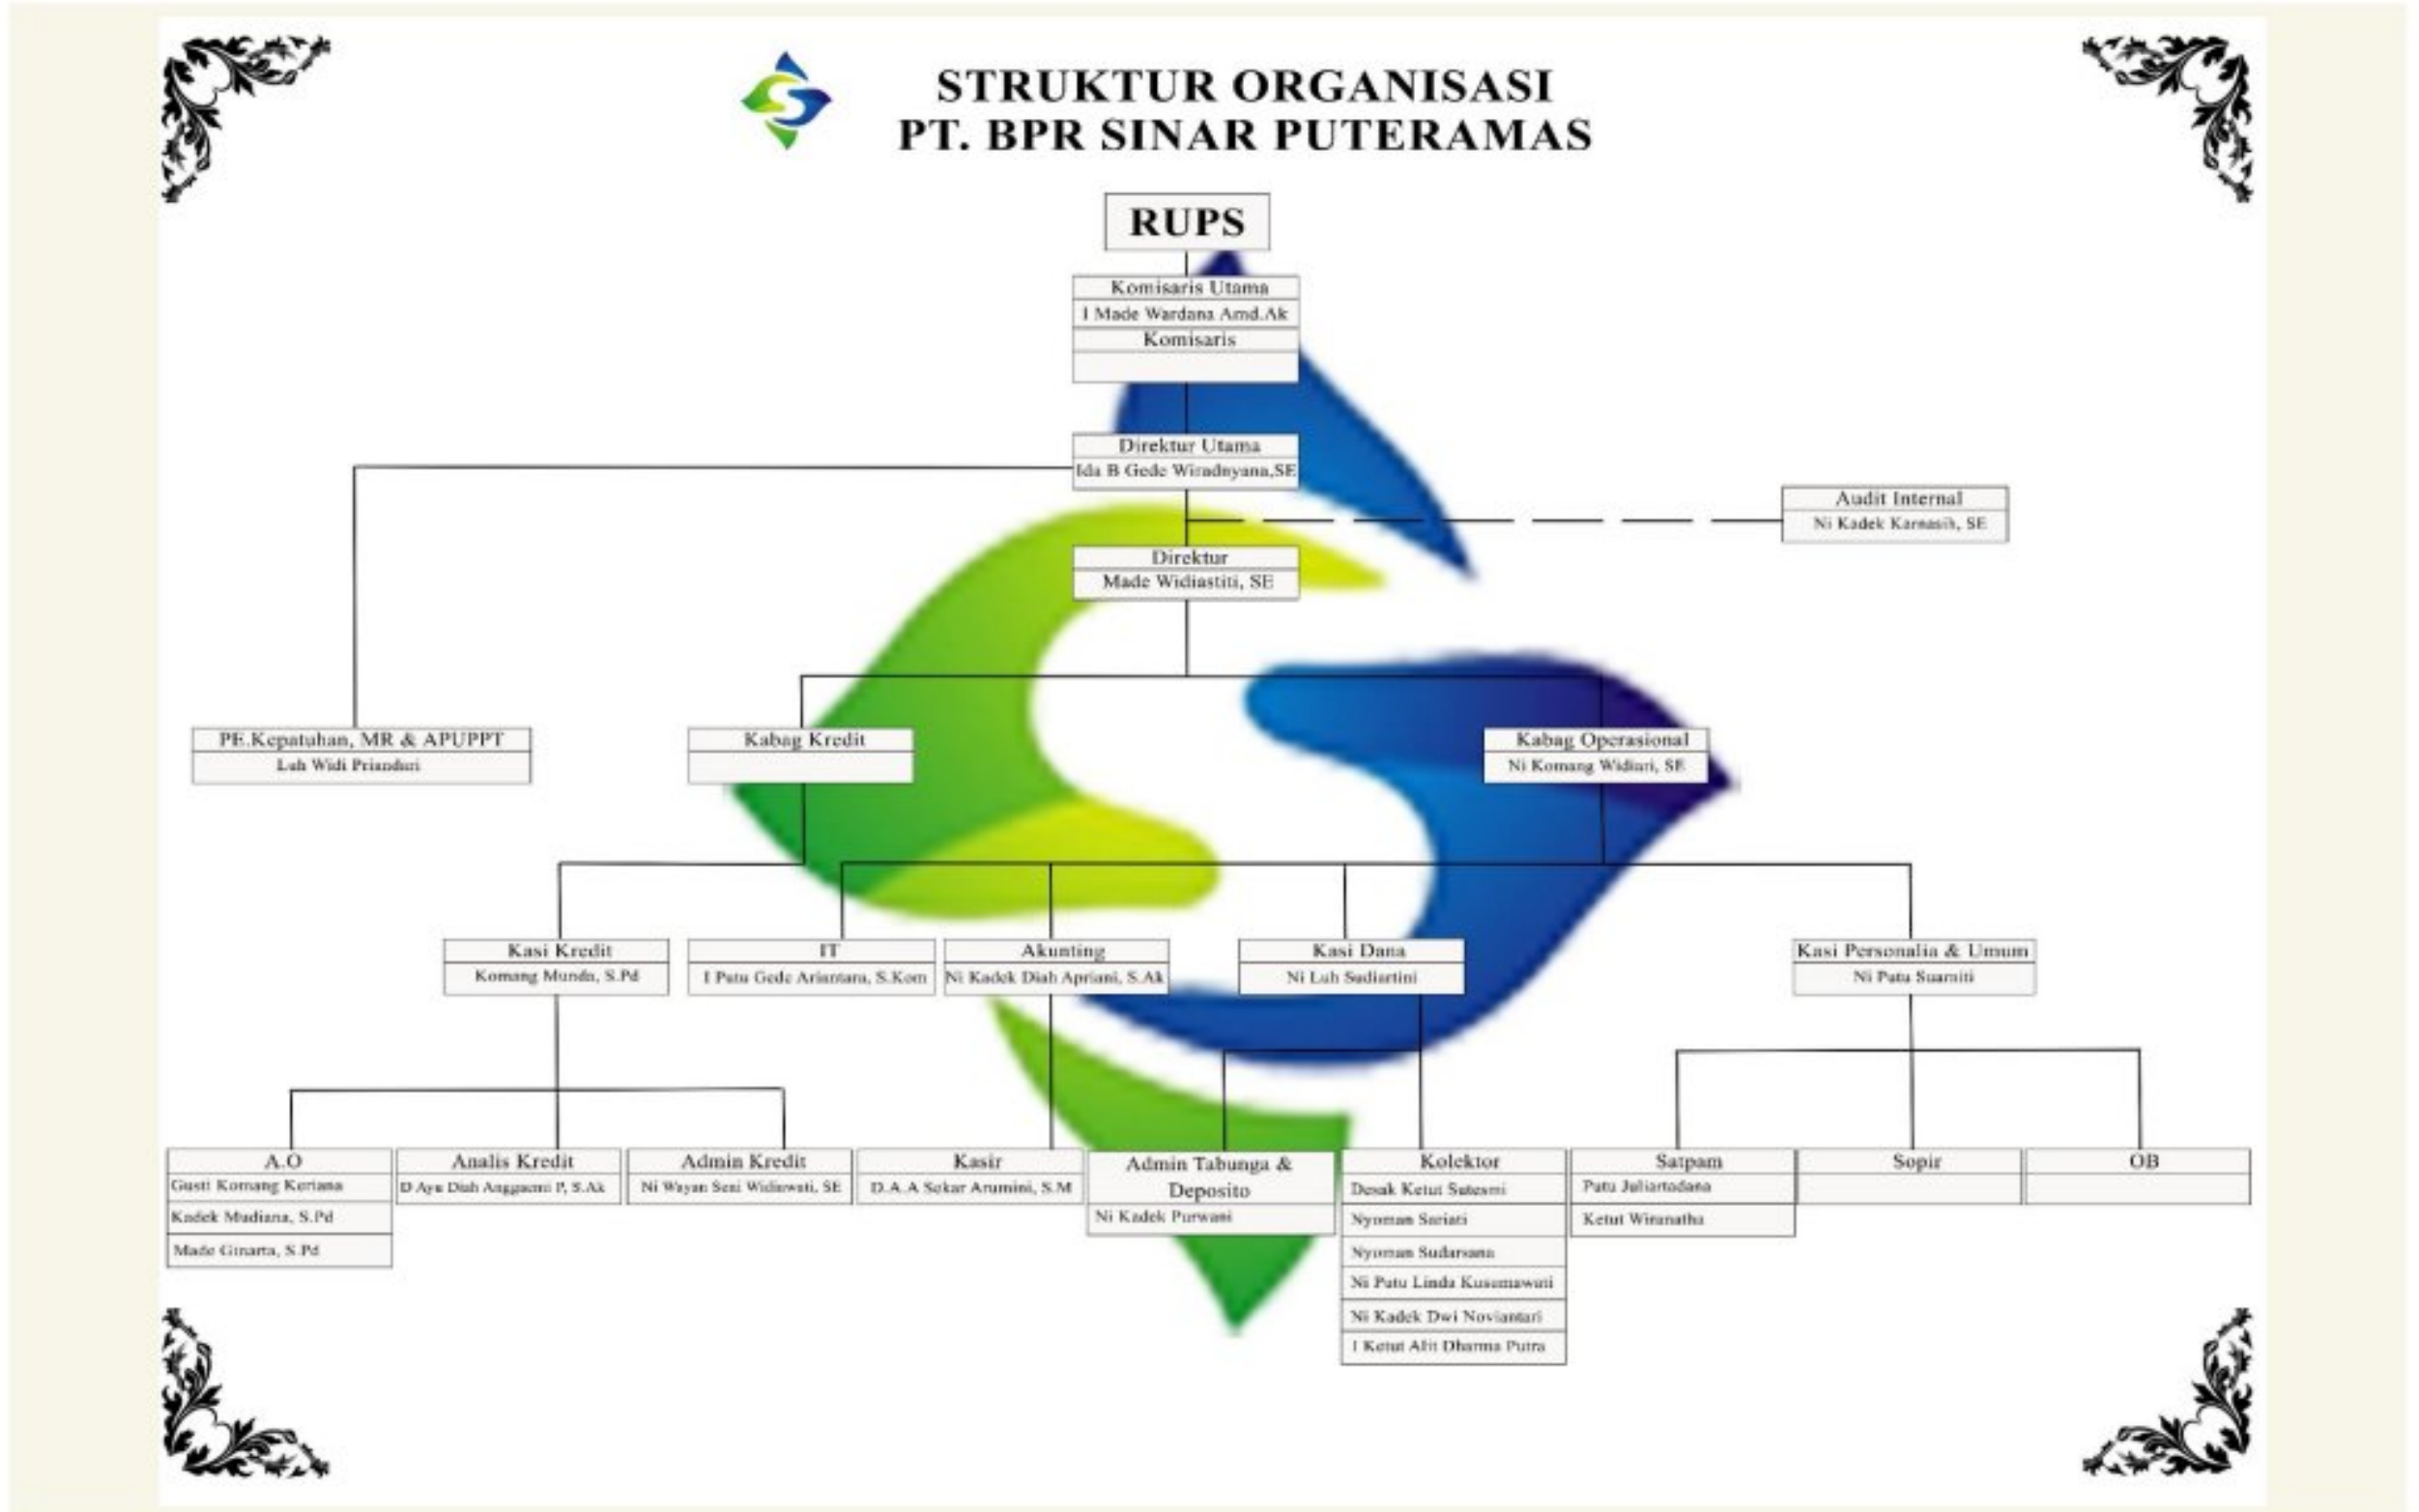 STRUKTUR ORGANISASI
PT. BPR SINAR PUTERAMAS
RUPS
Komisaris Utama
I Made Wardana Amd.Ak
Komisaris
Direktur Utama
Ida B Gede Wiradnyana,SE
Audit Internal
Ni Kadek Karnasih, SE
Direktur
Made Widiastiti, SE
PE.Kepatuhan, MR & APUPPT
Luh Widi
Kabag Kredit
Kabag Operasional
Ni Komang Widiari, SE
Kasi Kredit
Komang Munda, S.Pd
IT
I Putu Gede Ariantara, S.Kom
Akunting
Ni Kadek Diah Apriani, S.Ak
Kasi Dana
Ni Luh Sudiartini
Kasi Personalia & Umum
Ni Putu Suarniti
A.O
Gusti Komang Keriana
Kadek Mudiana, S.Pd
Made Ginarta, S.Pd
Analis Kredit
D Ayu Diah P, S.Ak
Admin Kredit
Ni Wayan Seni Widiawati, SE
Kasir
D.A.A Sekar Arumini, S.M
Admin Tabunga &
Deposito
Ni Kadek Purwani
Kolektor
Desak Ketut
Nyoman Sariati
Nyoman Sudarsana
Ni Putu Linda Kusumawati
Ni Kadek Dwi Noviantari
I Ketut Alit Dharma Putra
Satpam
Putu Juliartadana
Ketut Wiranatha
Sopir
OB